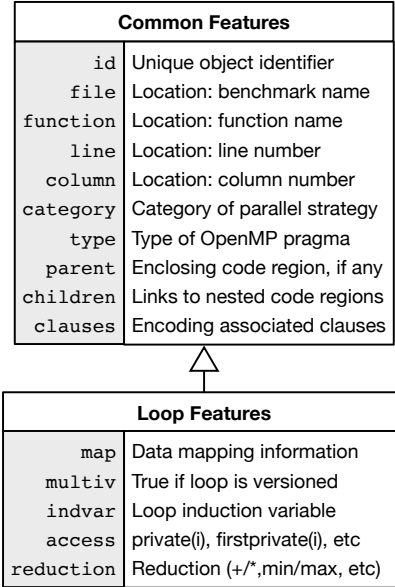 Common Features
id Unique object identifier
file Location: benchmark name
function Location: function name
line Location: line number
column Location: column number
category Category of parallel strategy
type Type of OpenMP pragma
parent Enclosing code region, if any
children Links to nested code regions
clauses Encoding associated clauses
Loop Features
map Data mapping information
multiv True if loop is versioned
indvar Loop induction variable
access private(i), firstprivate(i), etc
reduction Reduction (+/*,min/max, etc)